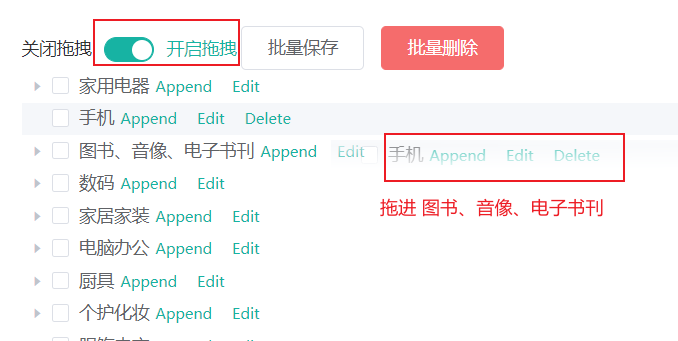 关闭拖拽 开启拖拽 批量保存 批量删除
家用电器 Append Edit
手机 Append Edit Delete
图书、音像、电子书刊 Append Edit 手机 Append Edit Delete
数码 Append Edit
拖进 图书、音像、电子书刊
家居家装 Append Edit
电脑办公 Append Edit
厨具 Append Edit
个护化妆 Append Edit